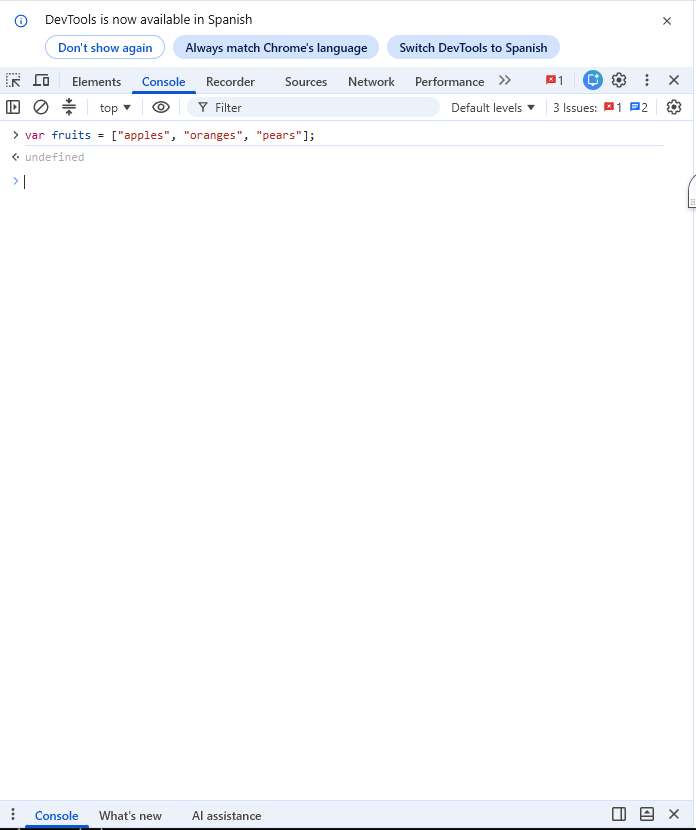 DevTools is now available in Spanish
Don't show again Always match Chrome's language Switch DevTools to Spanish
Elements Console Recorder Sources Network Performance 1
top Filter Default levels 3 Issues: 1 2
var fruits = ["apples", "oranges", "pears"];
undefined
Console What's new AI assistance